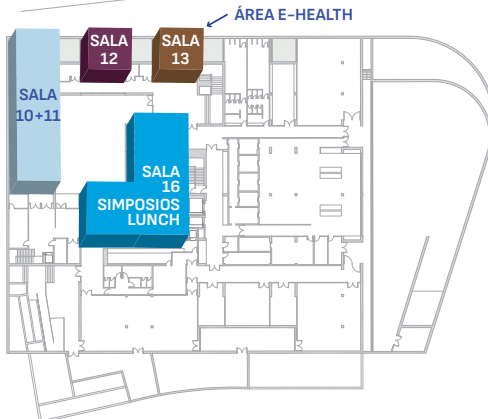 ÁREA E-HEALTH
SALA
12
SALA
13
SALA
10+11
SALA
16
SIMPOSIOS
LUNCH